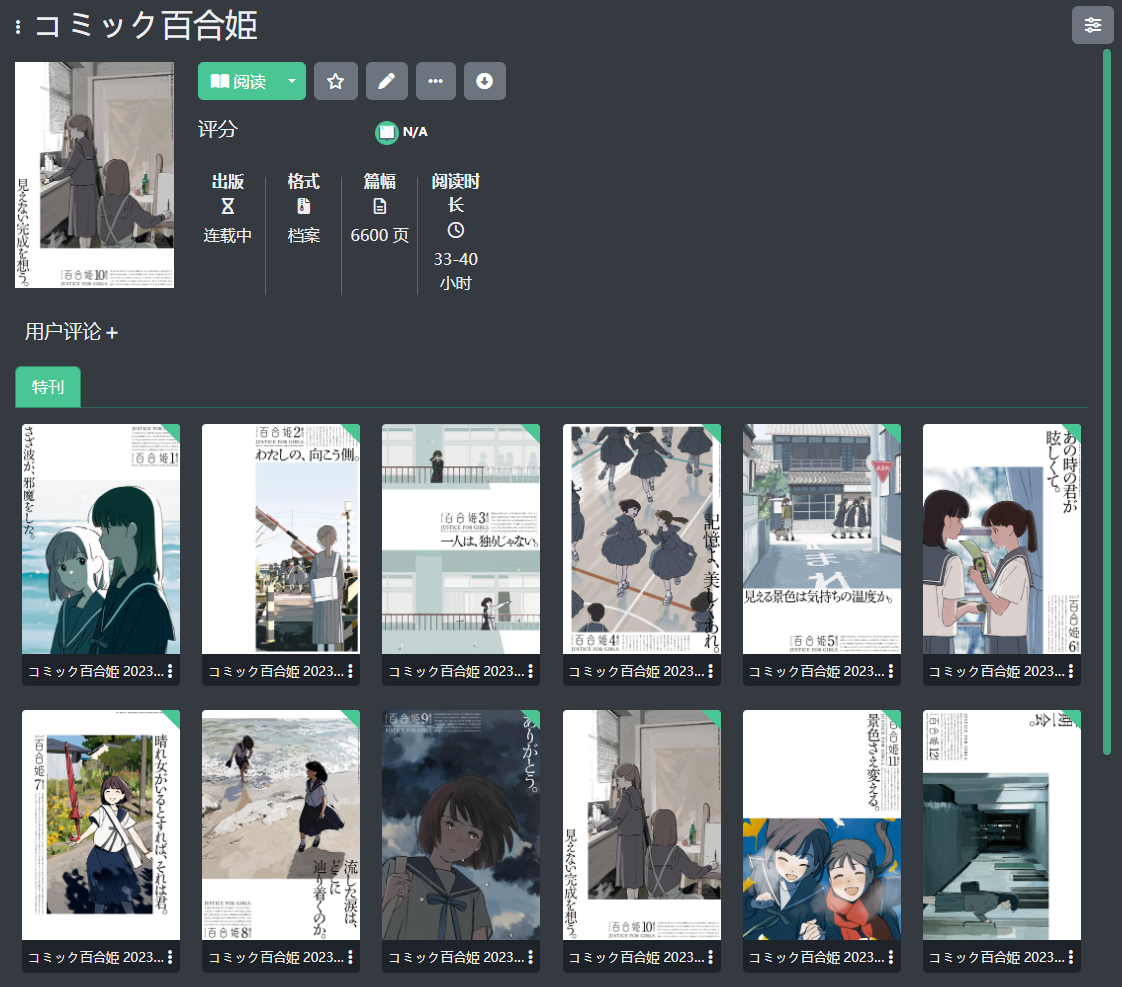 コミック百合姫
阅读
評分
N/A
見えない完成を想う。
百合姫10
JUSTICE FOR GIRLS
出版
连载中
格式
档案
篇幅
6600 页
阅读时长
33-40
小时
用户评论+
特刊
さざ波が、邪魔をした。
JUSTICE FOR GIRLS
百合姫1
コミック百合姫 2023...
百合姫2
JUSTICE FOR GIRLS
わたしの、向こう側。
コミック百合姫 2023...
百合姫3
JUSTICE FOR GIRLS
一人は、独りじゃない。
コミック百合姫 2023...
記憶よ、美しくあれ。
百合姫4
JUSTICE FOR GIRLS
コミック百合姫 2023...
止まれ
まれ
見える景色は気持ちの温度か。
百合姫5
JUSTICE FOR GIRLS
コミック百合姫 2023...
あの時の君が
眩しくて。
百合姫6
コミック百合姫 2023...
晴れ女がいるとすれば、それは君。
百合姫7
コミック百合姫 2023...
流した涙は、
どこに
辿り着くのか。
JUSTICE FOR GIRLS
百合姫8
コミック百合姫 2023...
百合姫9
JUSTICE FOR GIRLS
ありがとう。
コミック百合姫 2023...
見えない完成を想う。
百合姫10
JUSTICE FOR GIRLS
コミック百合姫 2023...
景色さえ変える。
百合姫11
コミック百合姫 2023...
百合姫12
コミック百合姫 2023...